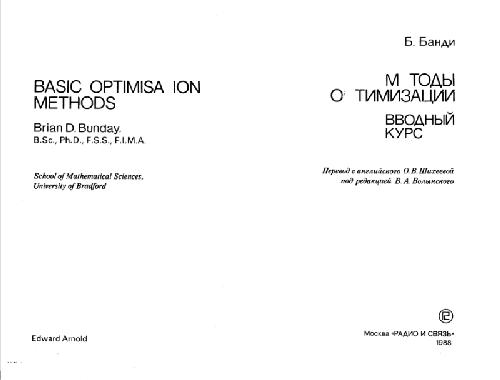 BASIC OPTIMISA ION
METHODS
Brian D. Bunday,
B.Sc., Ph.D., F.S.S., F.I.M.A.
School of Mathematical Sciences,
University of Bradford
Edward Arnold
Б. Банди
М ТОДЫ
О ТИМИЗАЦИИ
ВВОДНЫЙ
КУРС
Перевод с английского О.В.Шихеевой
под редакцией В.А.Волынского
Москва «РАДИО И СВЯЗЬ»
1988